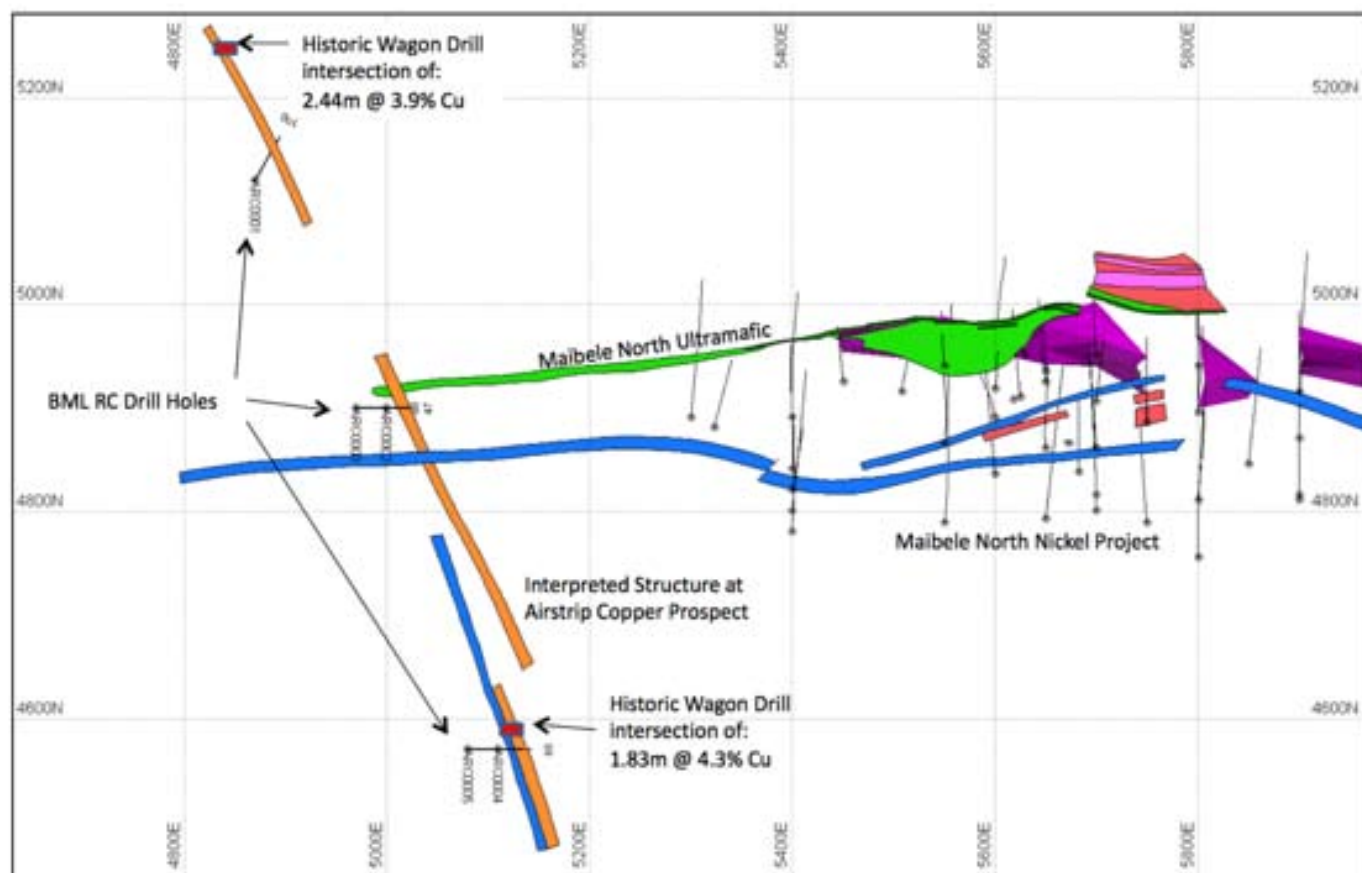 4800E
5000E
5200E
5400E
5600E
5800E
Historic Wagon Drill
intersection of:
2.44m @ 3.9% Cu
5200N
5200N
5000N
5000N
Maibele North Ultramafic
BML RC Drill Holes
4800N
4800N
Maibele North Nickel Project
Interpreted Structure at
Airstrip Copper Prospect
Historic Wagon Drill
intersection of:
1.83m @ 4.3% Cu
4600N
4600N
4800E
5000E
5200E
5400E
5600E
5800E